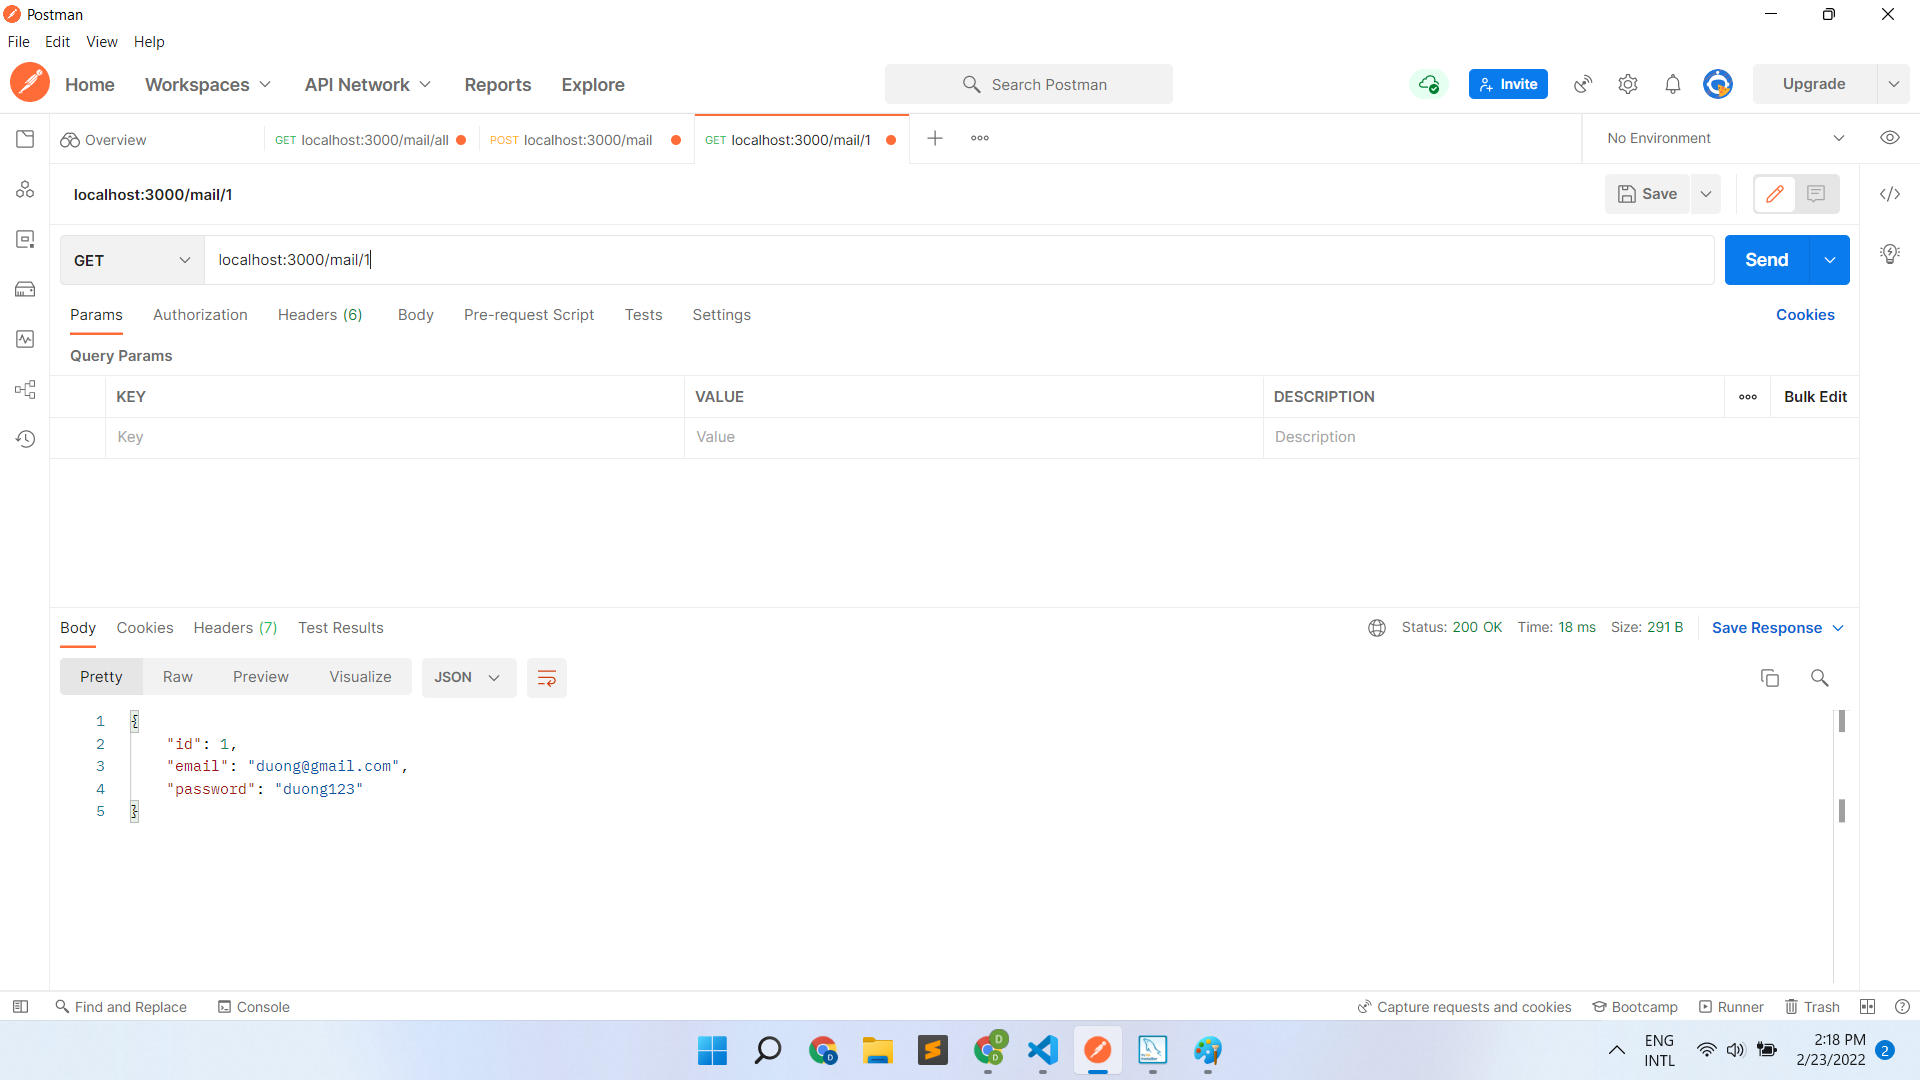 Postman
File Edit View Help
Home Workspaces API Network Reports Explore Search Postman Invite Upgrade
Overview GET localhost:3000/mail/all POST localhost:3000/mail GET localhost:3000/mail/1 No Environment
localhost:3000/mail/1 Save
GET localhost:3000/mail/1 Send
Params Authorization Headers (6) Body Pre-request Script Tests Settings Cookies
Query Params
KEY VALUE DESCRIPTION Bulk Edit
Key Value Description
Body Cookies Headers (7) Test Results Status: 200 OK Time: 18 ms Size: 291 B Save Response
Pretty Raw Preview Visualize JSON
1 {
2 "id": 1,
3 "email": "duong@gmail.com",
4 "password": "duong123"
5 }
Find and Replace Console Capture requests and cookies Bootcamp Runner Trash
D D D ENG 2:18 PM 2
INTL 2/23/2022